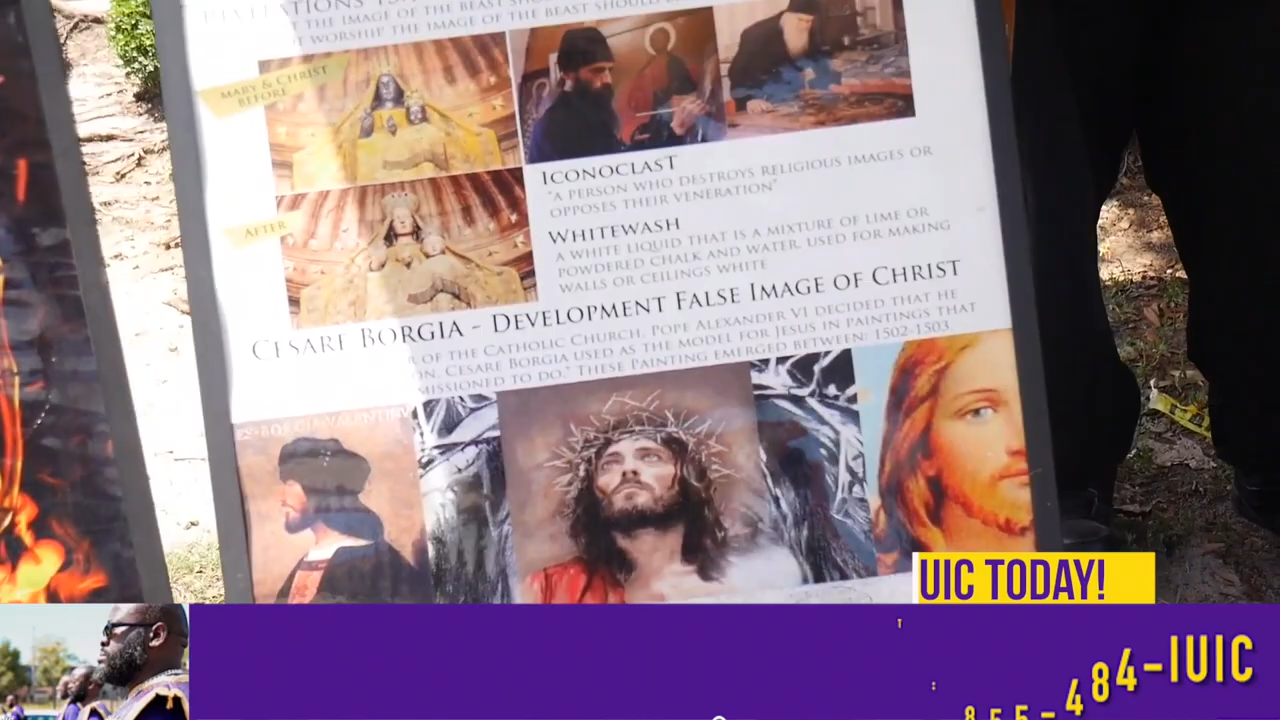 THE IMAGE OF THE BEAST
WORSHIP THE IMAGE OF THE BEAST SHOULD
MARY & CHRIST
BEFORE
ICONOCLAST
"A PERSON WHO DESTROYS RELIGIOUS IMAGES OR
OPPOSES THEIR VENERATION"
AFTER
WHITEWASH
A WHITE LIQUID THAT IS A MIXTURE OF LIME OR
POWDERED CHALK AND WATER, USED FOR MAKING
WALLS OR CEILINGS WHITE
CESARE BORGIA - DEVELOPMENT FALSE IMAGE OF CHRIST
OF THE CATHOLIC CHURCH, POPE ALEXANDER VI DECIDED THAT HE
CESARE BORGIA USED AS THE MODEL FOR JESUS IN PAINTINGS THAT
TO DO." THESE PAINTING EMERGED BETWEEN: 1502-1503
UIC TODAY!
855-484-IUIC